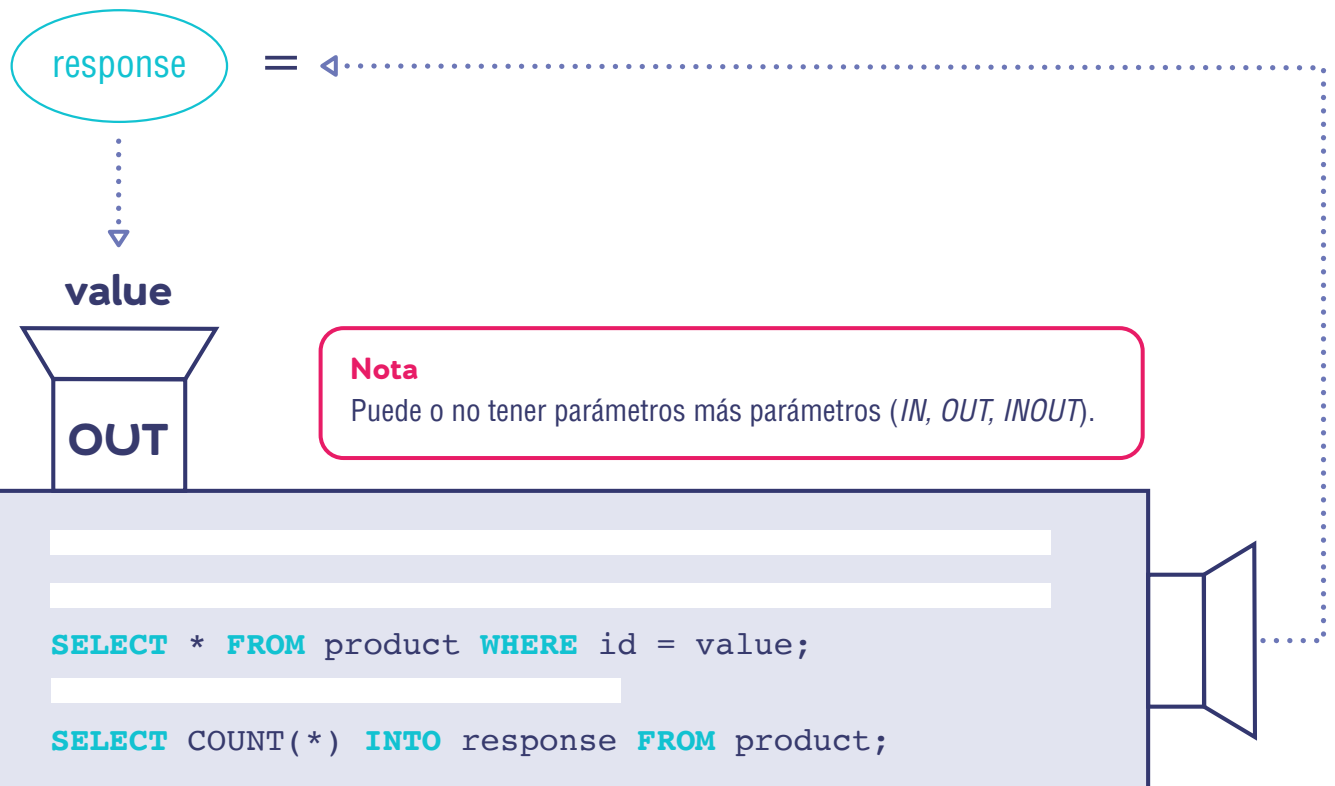 response =
value
OUT
Nota
Puede o no tener parámetros más parámetros (IN, OUT, INOUT).
SELECT * FROM product WHERE id = value;
SELECT COUNT(*) INTO response FROM product;